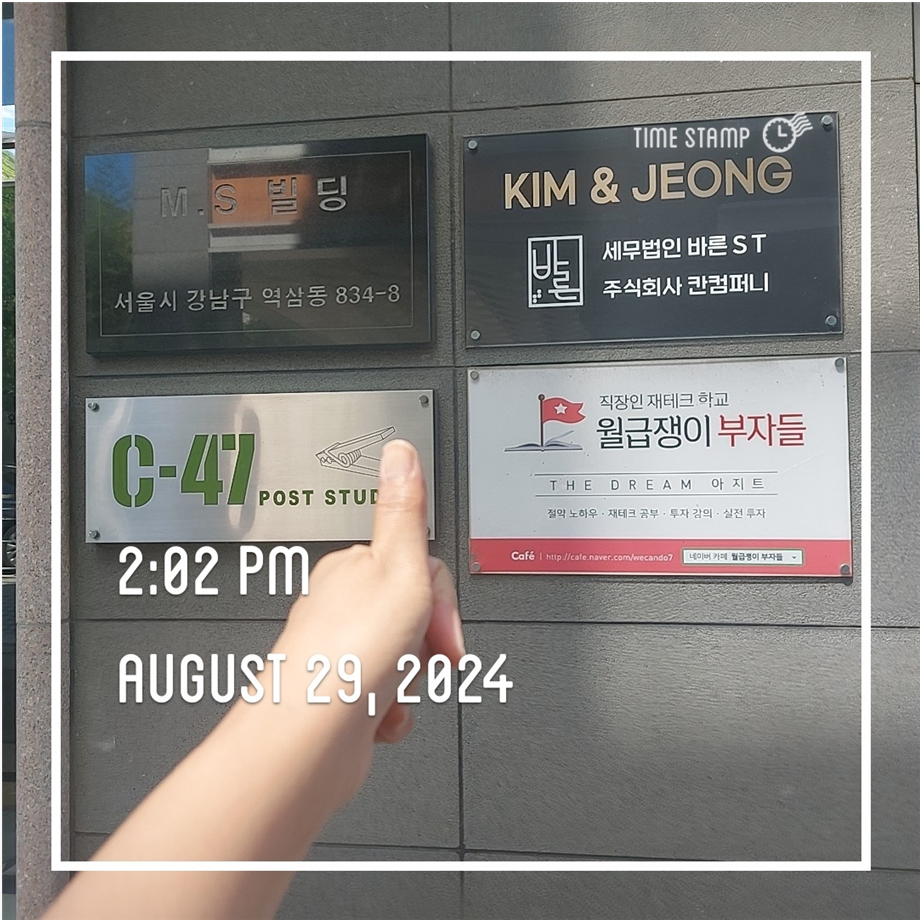 TIME STAMP
M.S 빌딩
서울시 강남구 역삼동 834-8
KIM & JEONG
바른
세무법인 바른 ST
주식회사 칸컴퍼니
C-47
POST
직장인 재테크 학교
월급쟁이 부자들
THE DREAM 아지트
절약 노하우 · 재테크 공부 · 투자 강의 · 실전 투자
Café | http://cafe.naver.com/wecando7 네이버 카페 월급쟁이 부자들
2:02 PM
AUGUST 29, 2024